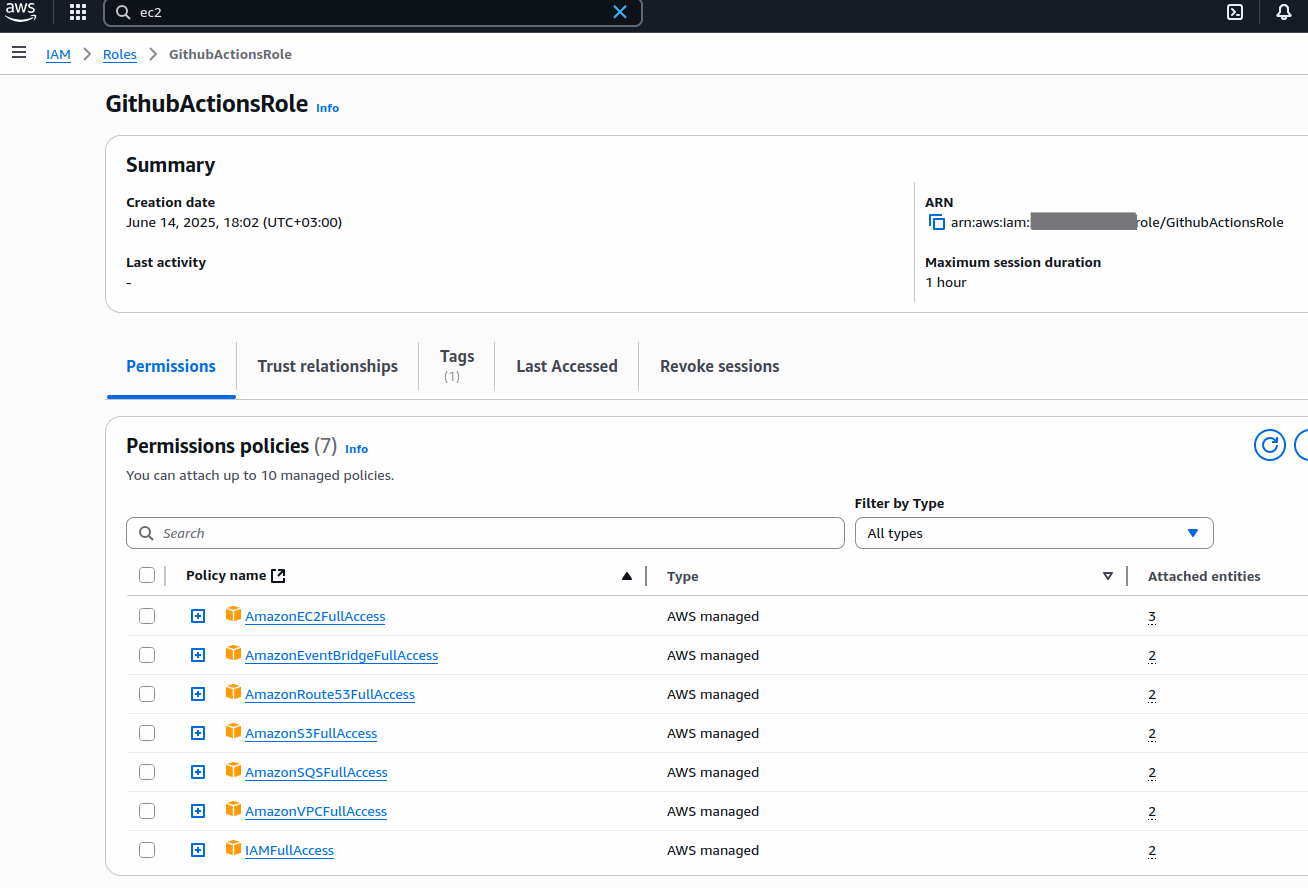 aws
ec2
IAM
Roles
GithubActionsRole
GithubActionsRole Info
Summary
Creation date
June 14, 2025, 18:02 (UTC+03:00)
ARN
arn:aws:iam: role/GithubActionsRole
Last activity
-
Maximum session duration
1 hour
Permissions
Trust relationships
Tags
(1)
Last Accessed
Revoke sessions
Permissions policies (7) Info
You can attach up to 10 managed policies.
Filter by Type
Search
All types
Policy name Type Attached entities
AmazonEC2FullAccess AWS managed 3
AmazonEventBridgeFullAccess AWS managed 2
AmazonRoute53FullAccess AWS managed 2
AmazonS3FullAccess AWS managed 2
AmazonSQSFullAccess AWS managed 2
AmazonVPCFullAccess AWS managed 2
IAMFullAccess AWS managed 2